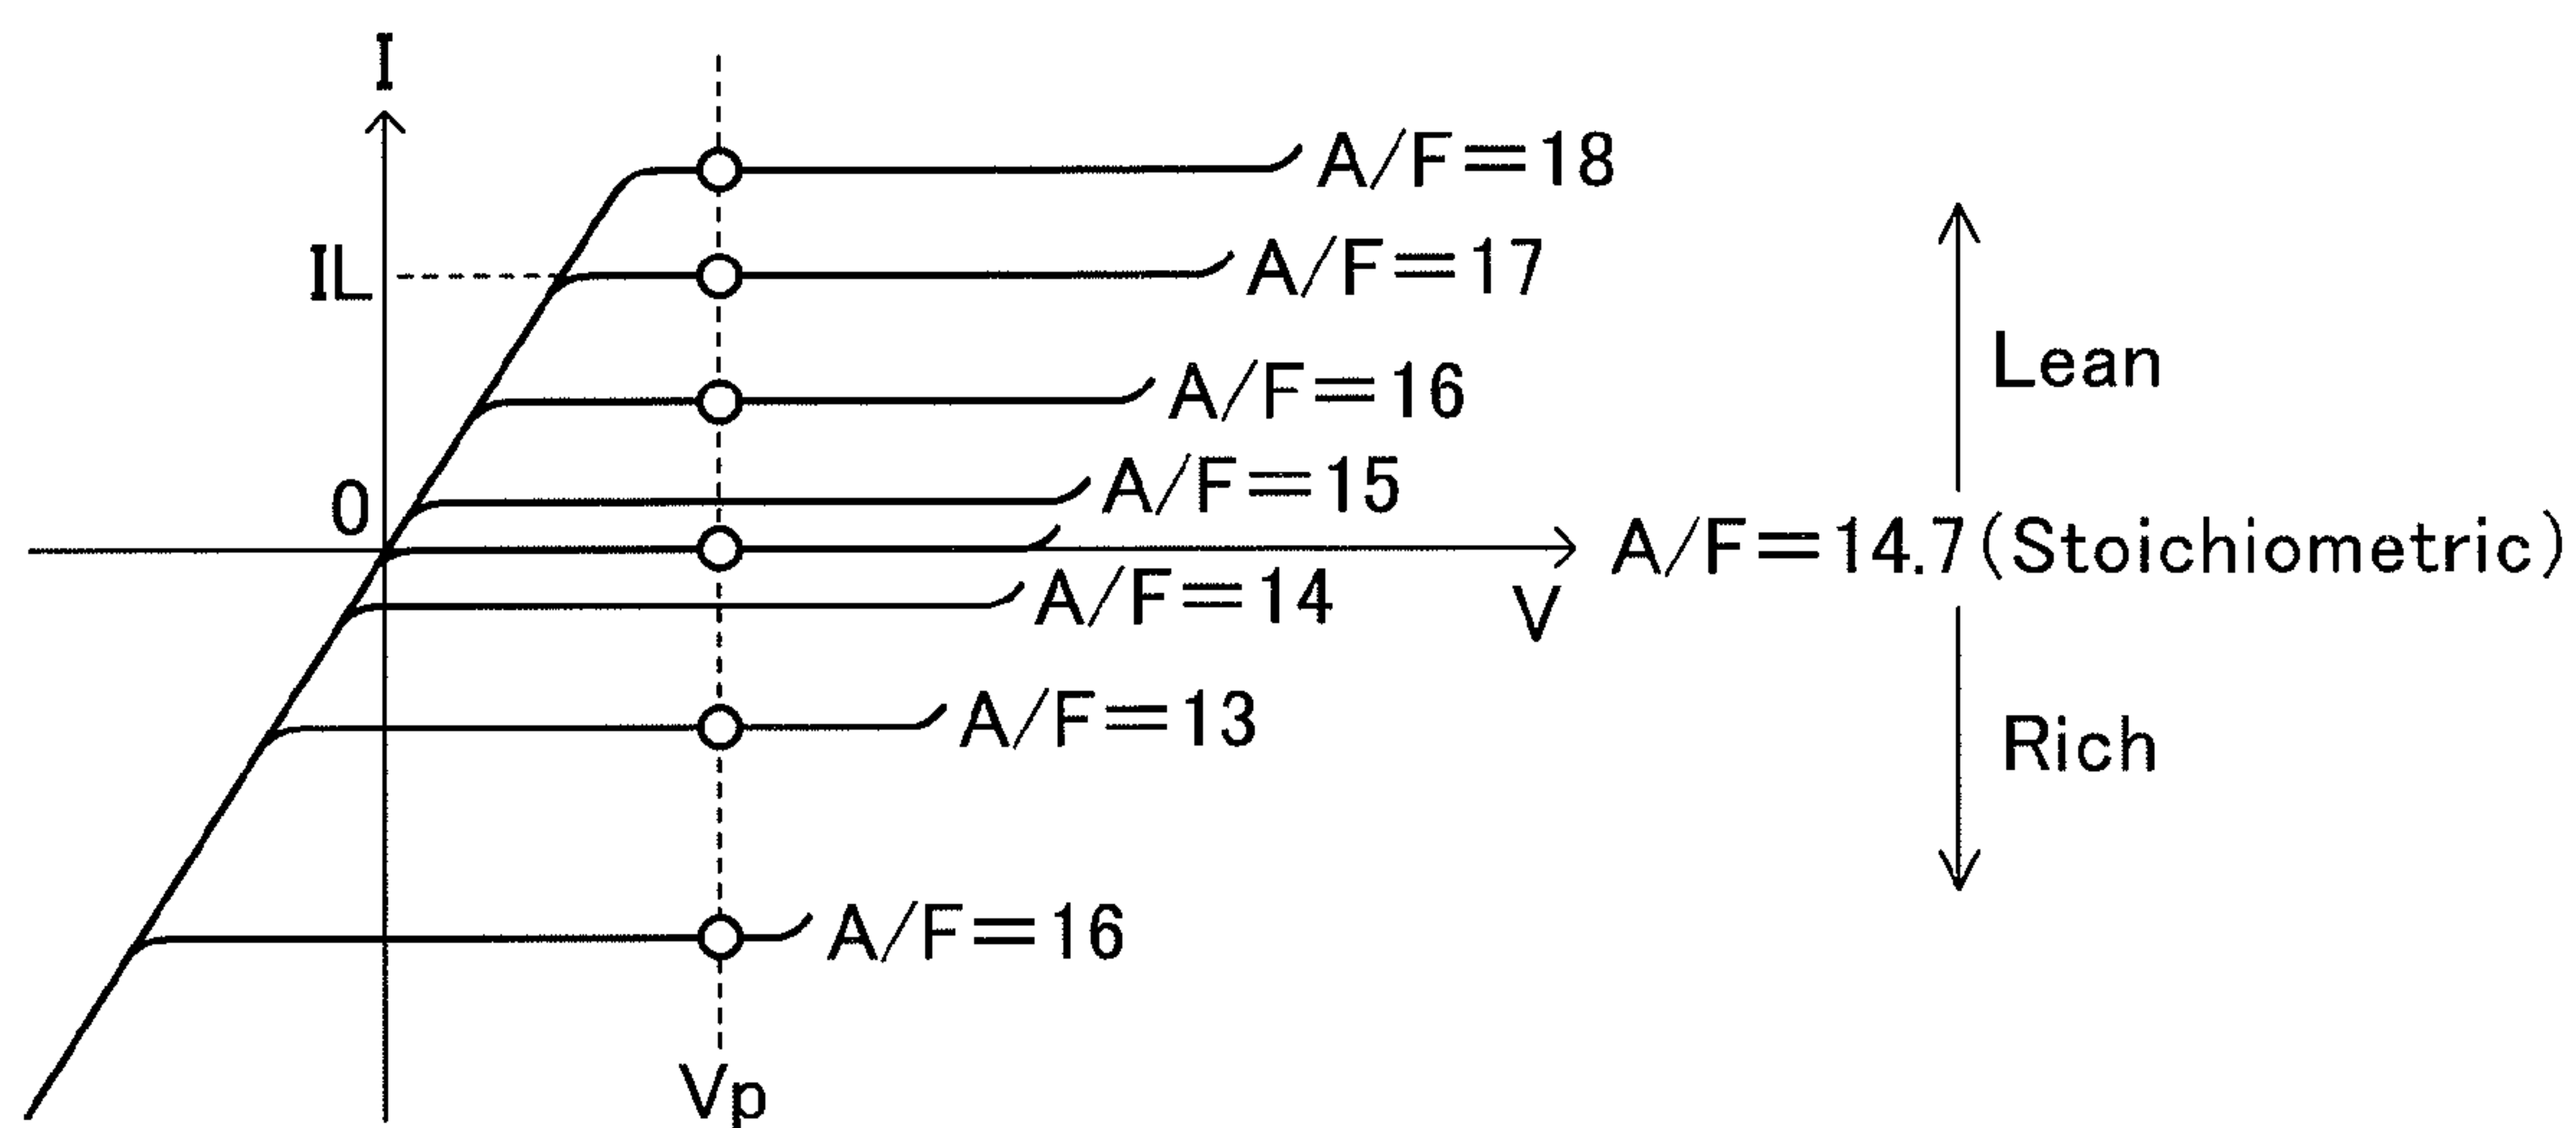 I
A/F=18
IL
A/F=17
Lean
A/F=16
A/F=15
0
A/F=14.7(Stoichiometric)
V
A/F=14
A/F=13
Rich
A/F=16
Vp